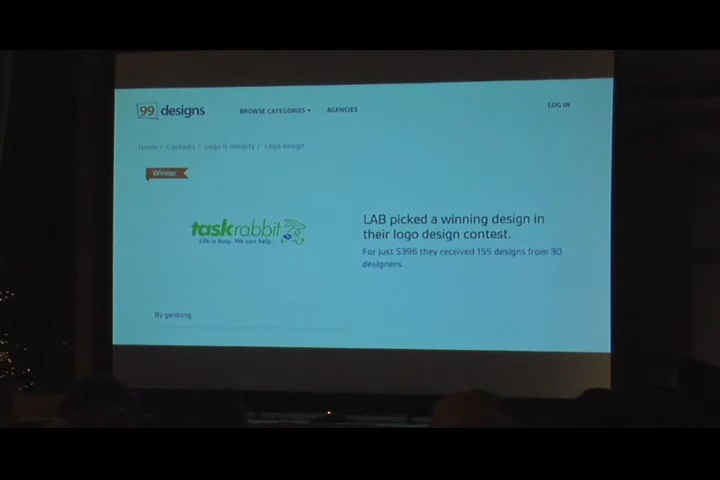 99 designs
BROWSE CATEGORIES
AGENCIES
LOG IN
Home / Contests / Logo & identity / Logo design
Winner
taskrabbit
Life is busy. We can help.
LAB picked a winning design in
their logo design contest.
For just $396 they received 155 designs from 30
designers.
By gentong